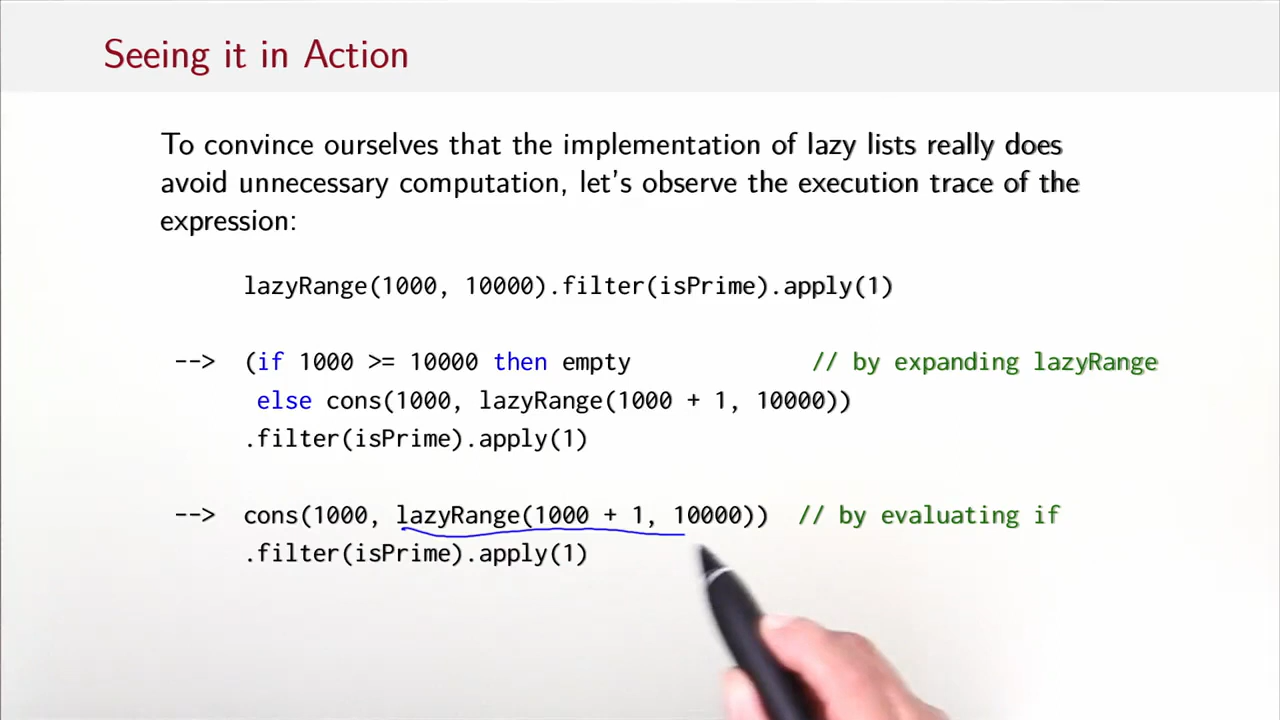 Seeing it in Action
To convince ourselves that the implementation of lazy lists really does
avoid unnecessary computation, let's observe the execution trace of the
expression:
lazyRange(1000, 10000).filter(isPrime).apply(1)
--> (if 1000 >= 10000 then empty // by expanding lazyRange
else cons(1000, lazyRange(1000 + 1, 10000))
.filter(isPrime).apply(1)
--> cons(1000, lazyRange(1000 + 1, 10000)) // by evaluating if
.filter(isPrime).apply(1)